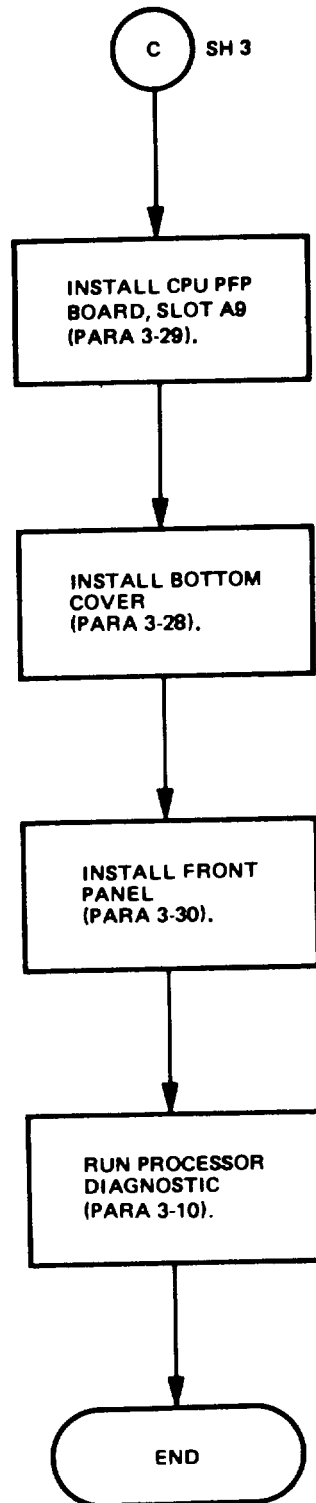 C SH 3
INSTALL CPU PFP
BOARD, SLOT A9
(PARA 3-29).
INSTALL BOTTOM
COVER
(PARA 3-28).
INSTALL FRONT
PANEL
(PARA 3-30).
RUN PROCESSOR
DIAGNOSTIC
(PARA 3-10).
END